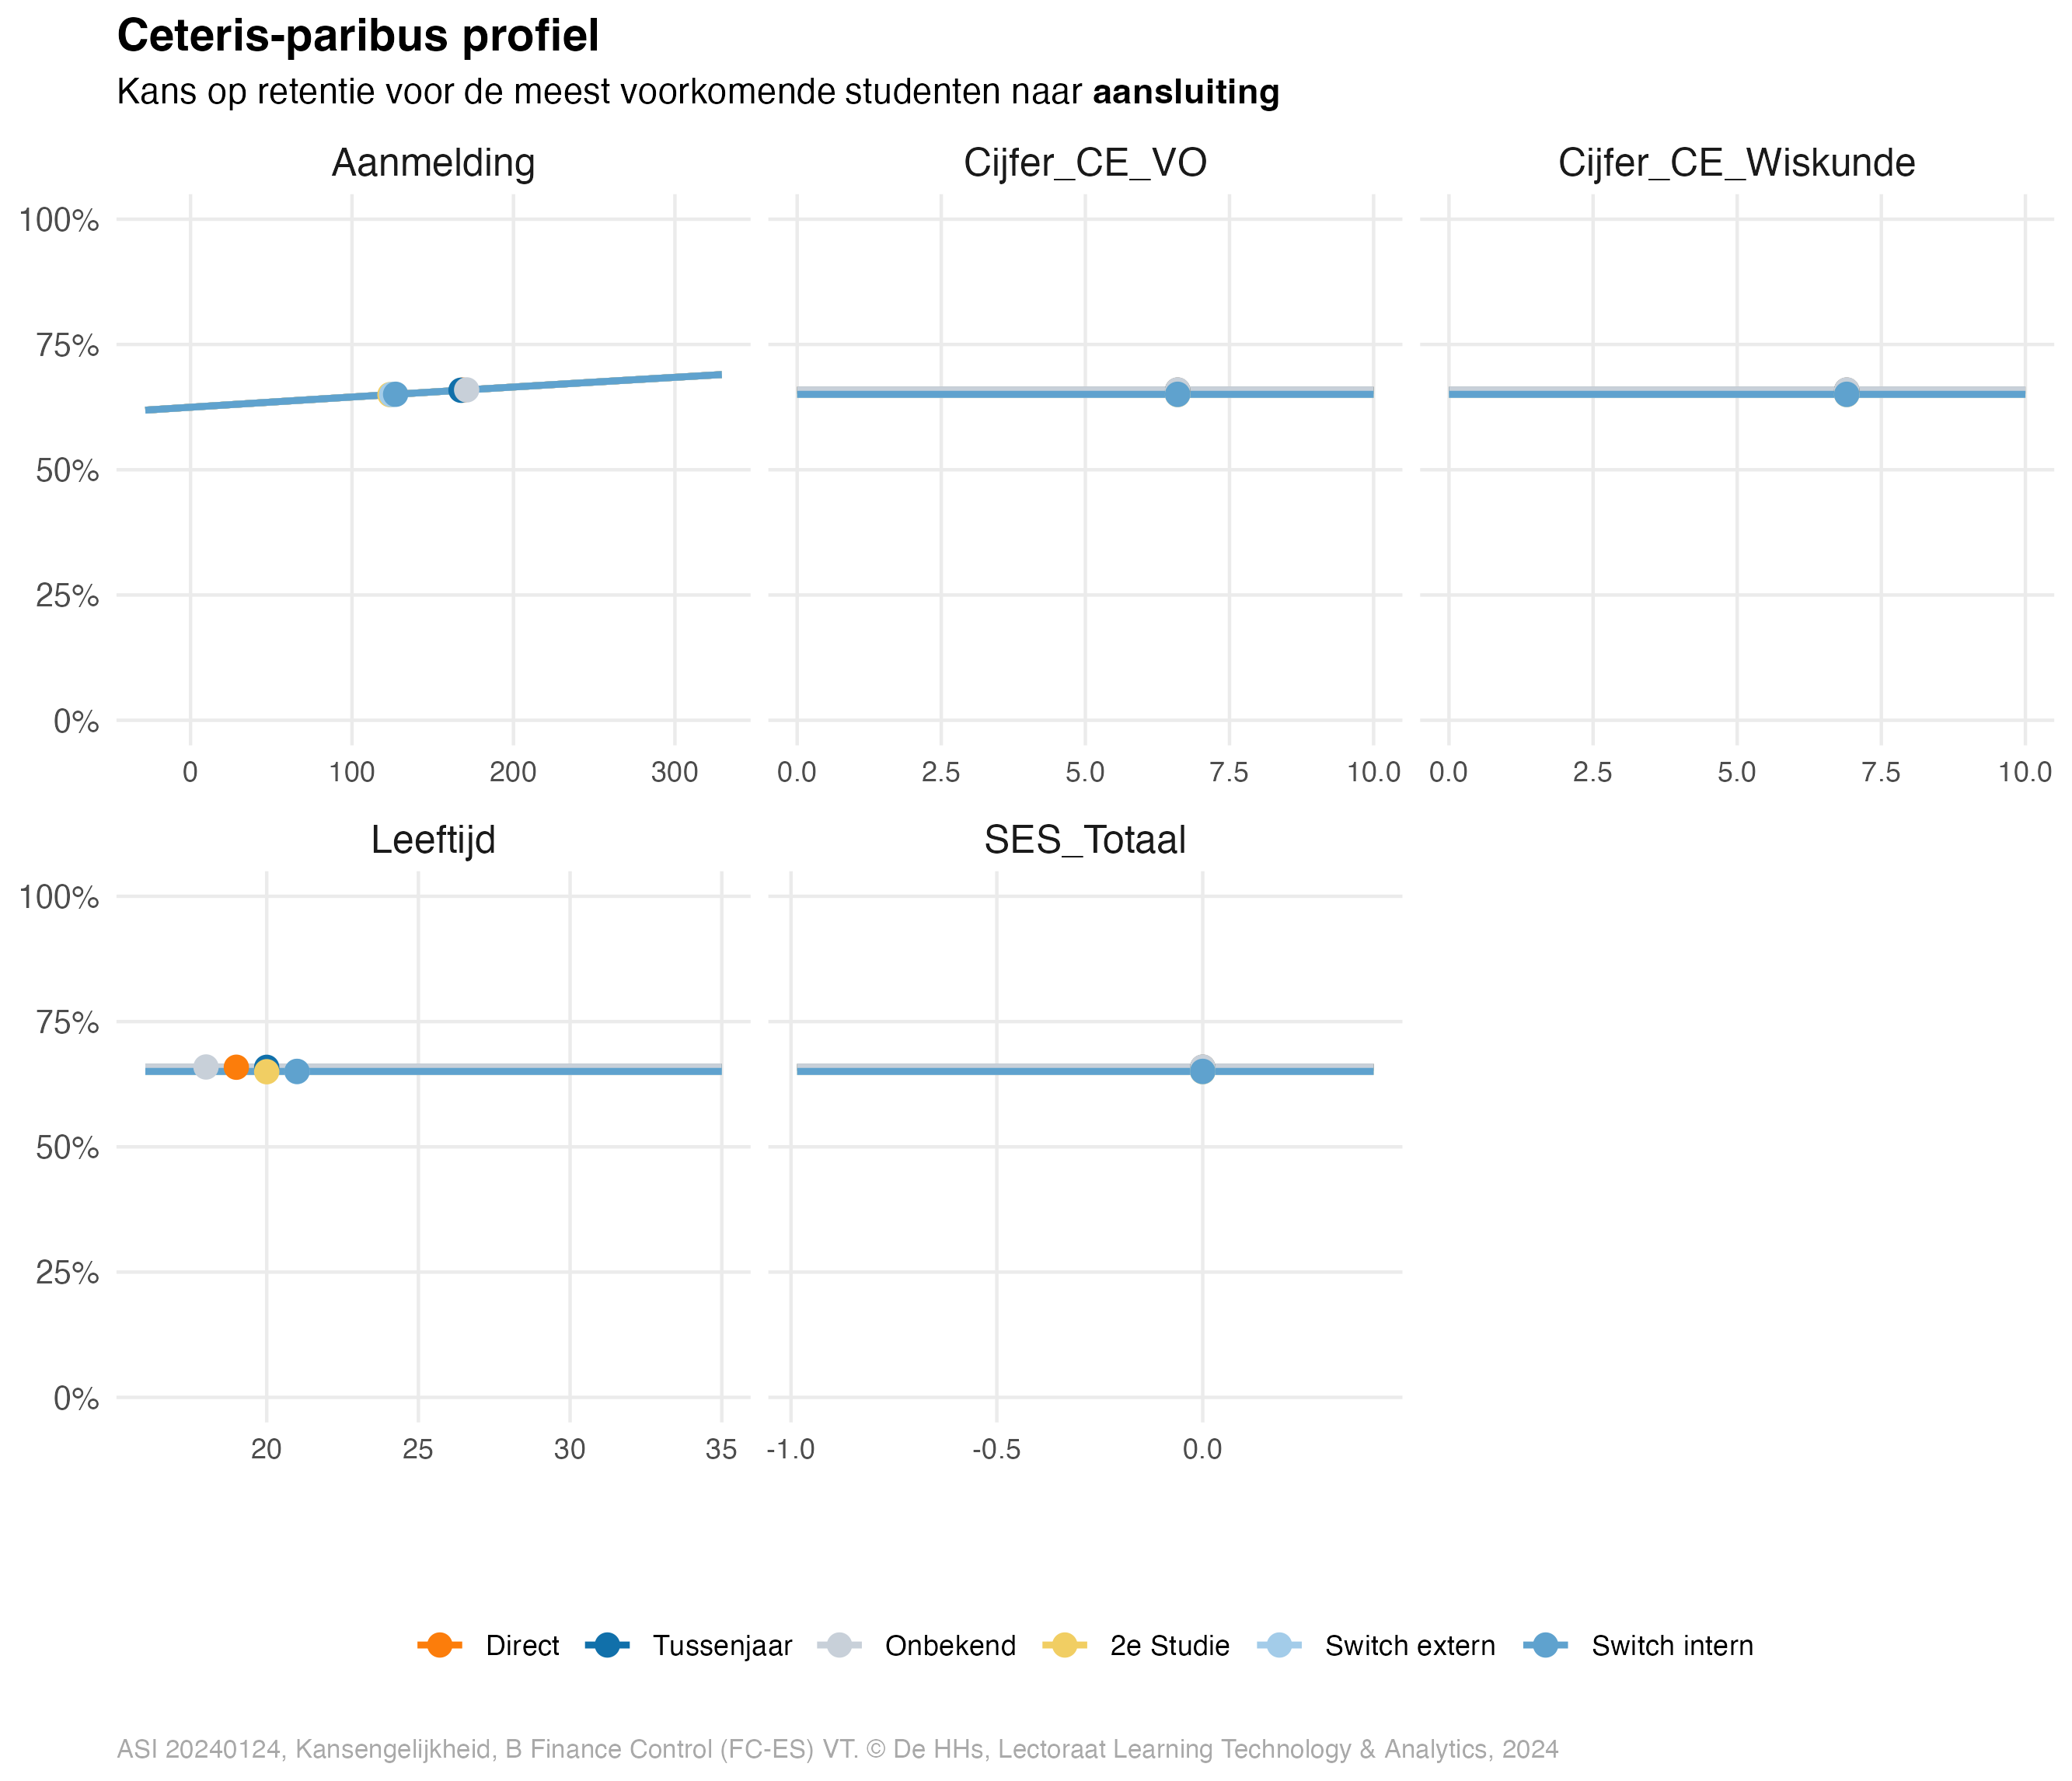 Ceteris-paribus profiel
Kans op retentie voor de meest voorkomende studenten naar aansluiting
Aanmelding Cijfer_CE_VO Cijfer_CE_Wiskunde
100%
75%
50%
25%
0%
0 100 200 300 0.0 2.5 5.0 7.5 10.0 0.0 2.5 5.0 7.5 10.0
Leeftijd SES_Totaal
100%
75%
50%
25%
0%
20 25 30 35 -1.0 -0.5 0.0
Direct Tussenjaar Onbekend 2e Studie Switch extern Switch intern
ASI 20240124, Kansengelijkheid, B Finance Control (FC-ES) VT. © De HHs, Lectoraat Learning Technology & Analytics, 2024